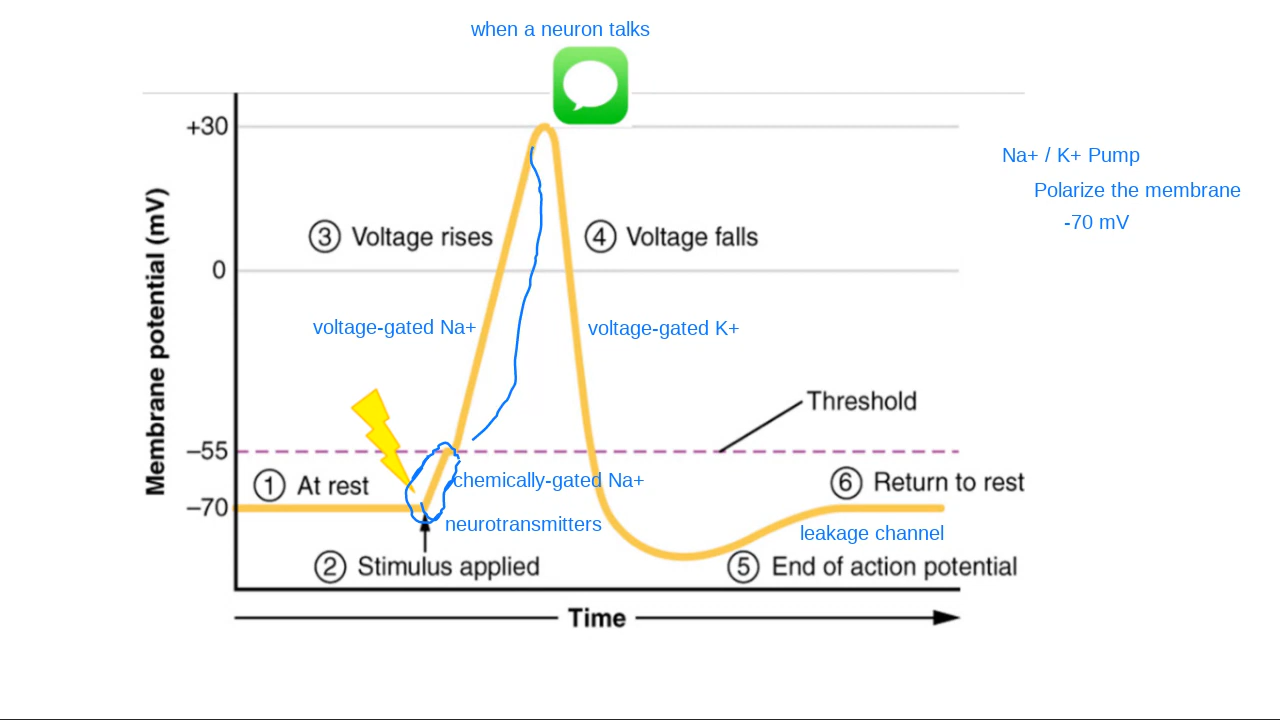 when a neuron talks
+30
Na+ / K+ Pump
Polarize the membrane
-70 mV
③ Voltage rises
④ Voltage falls
0
Membrane potential (mV)
voltage-gated Na+
voltage-gated K+
Threshold
–55
① At rest
chemically-gated Na+
⑥ Return to rest
–70
neurotransmitters
leakage channel
② Stimulus applied
⑤ End of action potential
Time